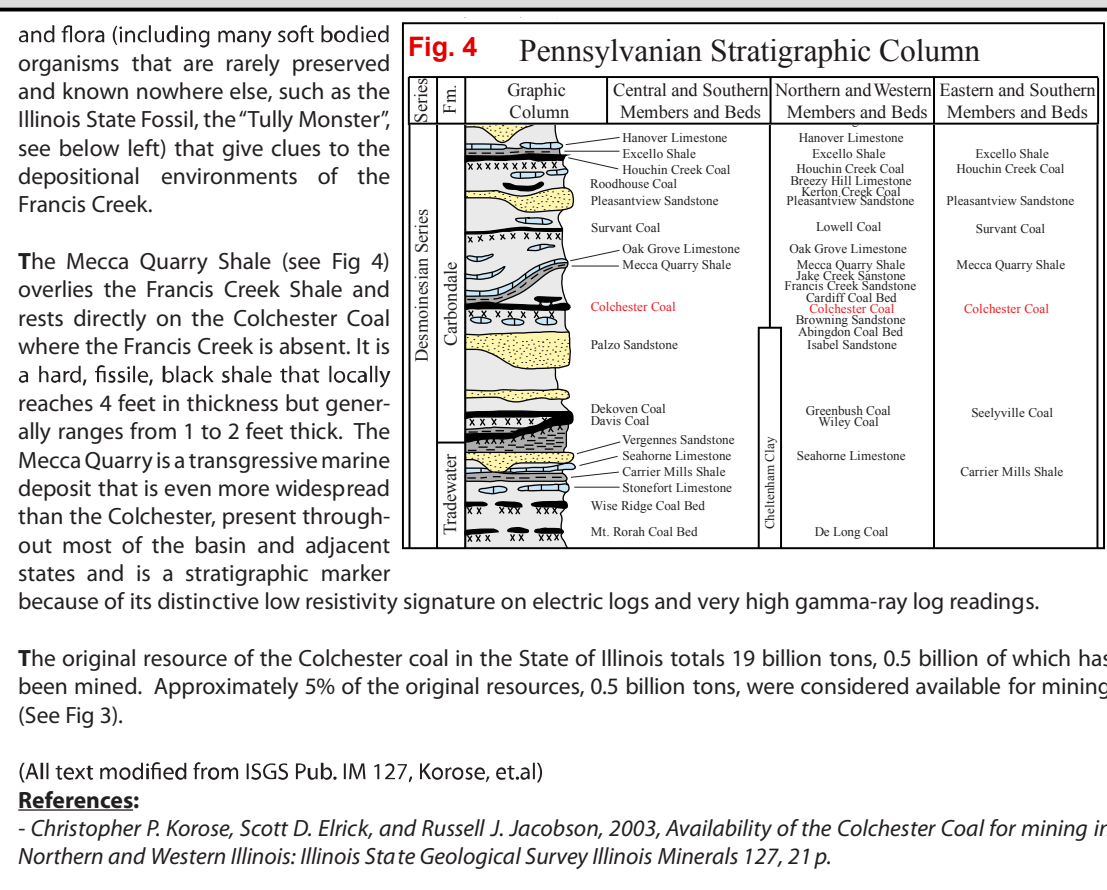 and flora (including many soft bodied
organisms that are rarely preserved
and known nowhere else, such as the
Illinois State Fossil, the “Tully Monster”,
see below left) that give clues to the
depositional environments of the
Francis Creek.
The Mecca Quarry Shale (see Fig 4)
overlies the Francis Creek Shale and
rests directly on the Colchester Coal
where the Francis Creek is absent. It is
a hard, fissile, black shale that locally
reaches 4 feet in thickness but gener-
ally ranges from 1 to 2 feet thick. The
Mecca Quarry is a transgressive marine
deposit that is even more widespread
than the Colchester, present through-
out most of the basin and adjacent
states and is a stratigraphic marker
because of its distinctive low resistivity signature on electric logs and very high gamma-ray log readings.
Fig. 4
Pennsylvanian Stratigraphic Column
Series
Fm.
Graphic
Column
Central and Southern
Members and Beds
Northern and Western
Members and Beds
Eastern and Southern
Members and Beds
Desmoinesian Series
Carbondale
Tradewater
Hanover Limestone
Excello Shale
Houchin Creek Coal
Roodhouse Coal
Pleasantview Sandstone
Survant Coal
Oak Grove Limestone
Mecca Quarry Shale
Colchester Coal
Palzo Sandstone
Dekoven Coal
Davis Coal
Vergennes Sandstone
Seahorne Limestone
Carrier Mills Shale
Stonefort Limestone
Wise Ridge Coal Bed
Mt. Rorah Coal Bed
Cheltenham Clay
Hanover Limestone
Excello Shale
Houchin Creek Coal
Breezy Hill Limestone
Kerton Creek Coal
Pleasantview Sandstone
Lowell Coal
Oak Grove Limestone
Mecca Quarry Shale
Jake Creek Sanstone
Francis Creek Sandstone
Cardiff Coal Bed
Colchester Coal
Browning Sandstone
Abingdon Coal Bed
Isabel Sandstone
Greenbush Coal
Wiley Coal
Seahorne Limestone
De Long Coal
Excello Shale
Houchin Creek Coal
Pleasantview Sandstone
Survant Coal
Mecca Quarry Shale
Colchester Coal
Seelyville Coal
Carrier Mills Shale
The original resource of the Colchester coal in the State of Illinois totals 19 billion tons, 0.5 billion of which has
been mined. Approximately 5% of the original resources, 0.5 billion tons, were considered available for mining
(See Fig 3).
(All text modified from ISGS Pub. IM 127, Korose, et.al)
References:
- Christopher P. Korose, Scott D. Elrick, and Russell J. Jacobson, 2003, Availability of the Colchester Coal for mining in
Northern and Western Illinois: Illinois State Geological Survey Illinois Minerals 127, 21 p.